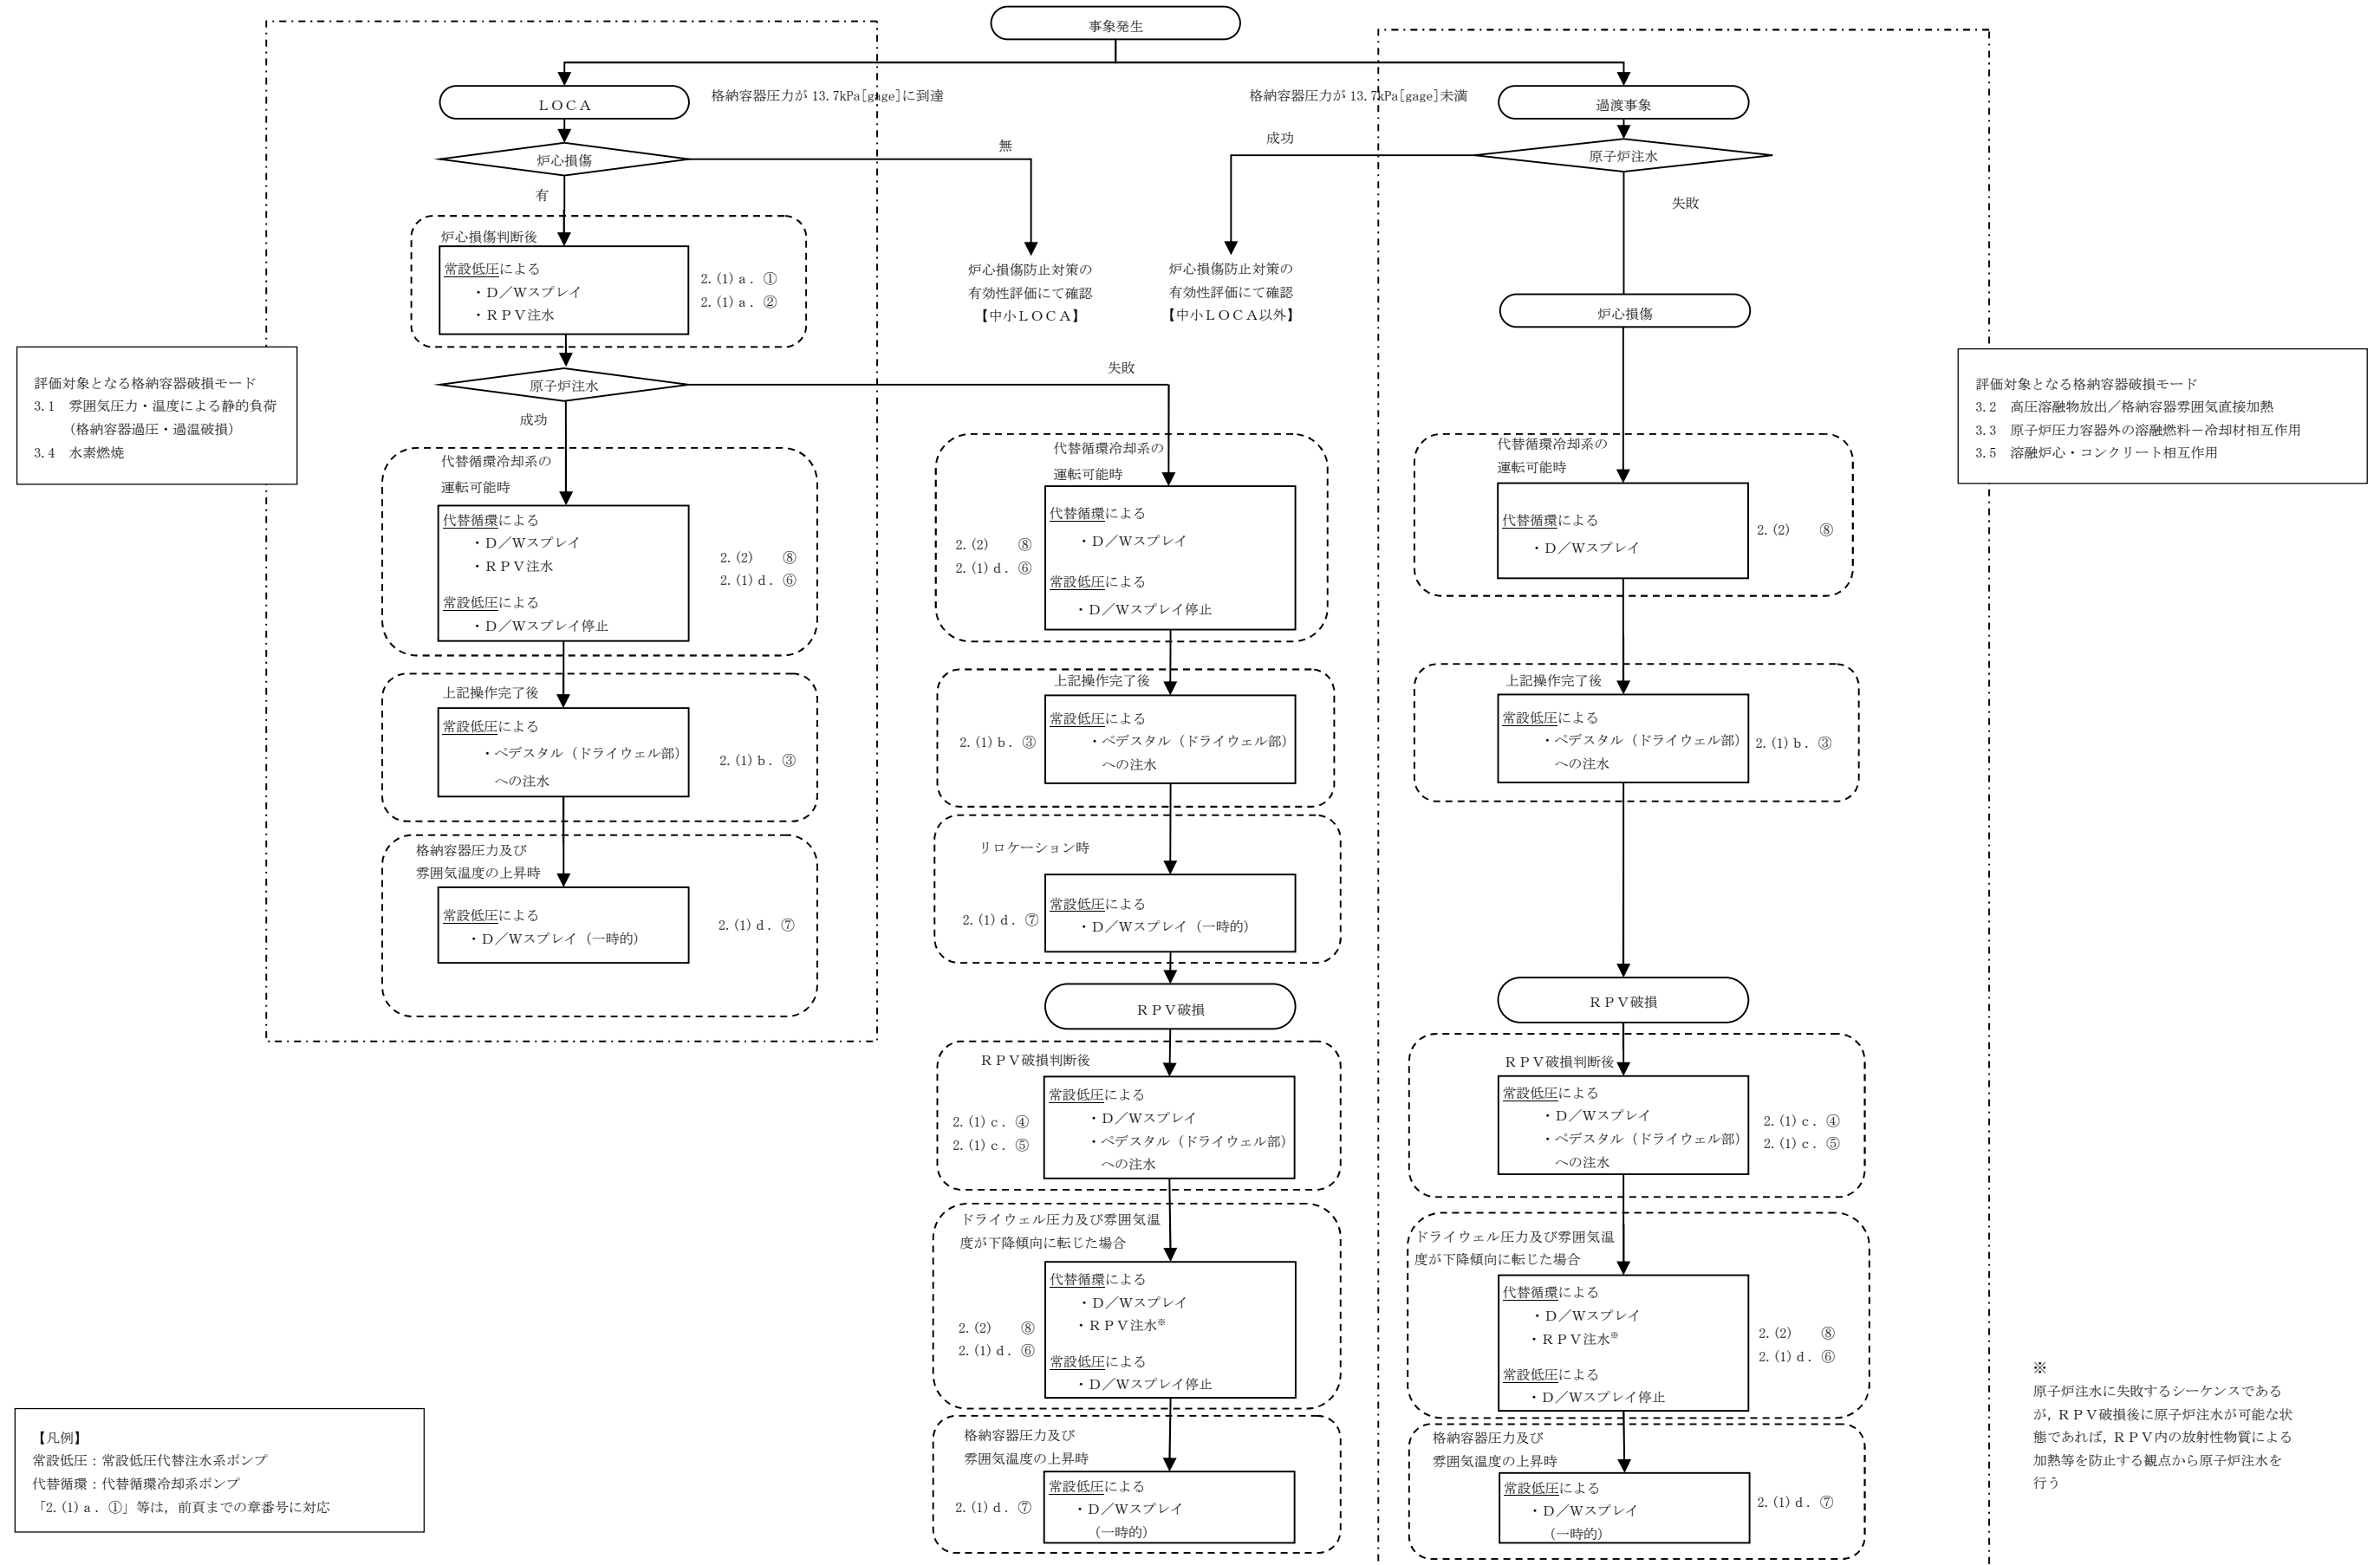 事象発生
LOCA
格納容器圧力が 13.7kPa[gage]に到達
格納容器圧力が 13.7kPa[gage]未満
過渡事象
炉心損傷
無
有
成功
原子炉注水
失敗
炉心損傷判断後
常設低圧による
・D/Wスプレイ
・RPV注水
2.(1)a.①
2.(1)a.②
炉心損傷防止対策の
有効性評価にて確認
【中小LOCA】
炉心損傷防止対策の
有効性評価にて確認
【中小LOCA以外】
炉心損傷
評価対象となる格納容器破損モード
3.1 雰囲気圧力・温度による静的負荷
(格納容器過圧・過温破損)
3.4 水素燃焼
評価対象となる格納容器破損モード
3.2 高圧溶融物放出/格納容器雰囲気直接加熱
3.3 原子炉圧力容器外の溶融燃料-冷却材相互作用
3.5 溶融炉心・コンクリート相互作用
原子炉注水
失敗
成功
代替循環冷却系の
運転可能時
代替循環による
・D/Wスプレイ
・RPV注水
常設低圧による
・D/Wスプレイ停止
2.(2) ⑧
2.(1)d.⑥
上記操作完了後
常設低圧による
・ペデスタル(ドライウェル部)
への注水
2.(1)b.③
格納容器圧力及び
雰囲気温度の上昇時
常設低圧による
・D/Wスプレイ(一時的)
2.(1)d.⑦
代替循環冷却系の
運転可能時
代替循環による
・D/Wスプレイ
常設低圧による
・D/Wスプレイ停止
2.(2) ⑧
2.(1)d.⑥
上記操作完了後
常設低圧による
・ペデスタル(ドライウェル部)
への注水
2.(1)b.③
リロケーション時
常設低圧による
・D/Wスプレイ(一時的)
2.(1)d.⑦
RPV破損
RPV破損判断後
常設低圧による
・D/Wスプレイ
・ペデスタル(ドライウェル部)
への注水
2.(1)c.④
2.(1)c.⑤
ドライウェル圧力及び雰囲気温
度が下降傾向に転じた場合
代替循環による
・D/Wスプレイ
・RPV注水※
常設低圧による
・D/Wスプレイ停止
2.(2) ⑧
2.(1)d.⑥
格納容器圧力及び
雰囲気温度の上昇時
常設低圧による
・D/Wスプレイ
(一時的)
2.(1)d.⑦
代替循環冷却系の
運転可能時
代替循環による
・D/Wスプレイ
2.(2) ⑧
上記操作完了後
常設低圧による
・ペデスタル(ドライウェル部)
への注水
2.(1)b.③
RPV破損
RPV破損判断後
常設低圧による
・D/Wスプレイ
・ペデスタル(ドライウェル部)
への注水
2.(1)c.④
2.(1)c.⑤
ドライウェル圧力及び雰囲気温
度が下降傾向に転じた場合
代替循環による
・D/Wスプレイ
・RPV注水※
常設低圧による
・D/Wスプレイ停止
2.(2) ⑧
2.(1)d.⑥
格納容器圧力及び
雰囲気温度の上昇時
常設低圧による
・D/Wスプレイ
(一時的)
2.(1)d.⑦
【凡例】
常設低圧:常設低圧代替注水系ポンプ
代替循環:代替循環冷却系ポンプ
「2.(1)a.①」等は,前頁までの章番号に対応
※
原子炉注水に失敗するシーケンスである
が,RPV破損後に原子炉注水が可能な状
態であれば,RPV内の放射性物質による
加熱等を防止する観点から原子炉注水を
行う